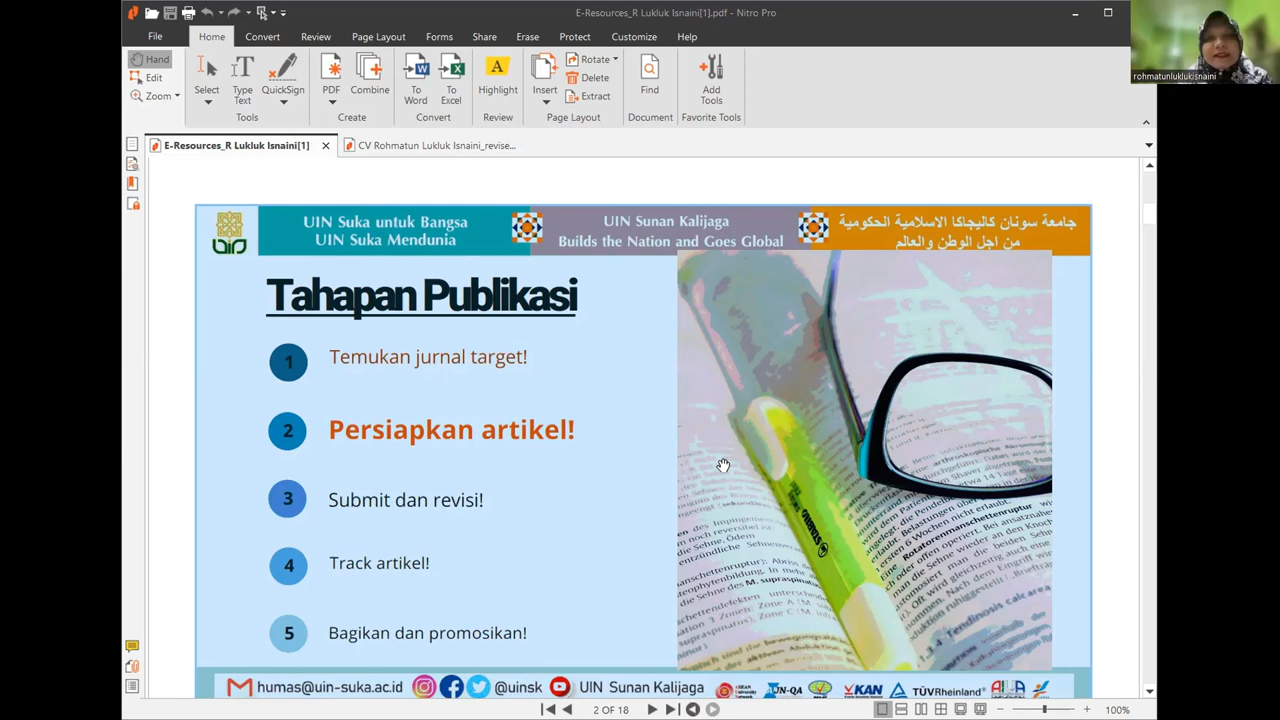 E-Resources_R Lukluk Isnaini[1].pdf - Nitro Pro
File Home Convert Review Page Layout Forms Share Erase Protect Customize Help
Hand
Edit
Zoom
Select
Type Text
QuickSign
Tools
PDF
Combine
Create
To Word
To Excel
Convert
Highlight
Review
Insert
Rotate
Delete
Extract
Page Layout
Find
Document
Add Tools
Favorite Tools
rohmatunluklukisnaini
E-Resources_R Lukluk Isnaini[1]
CV Rohmatun Lukluk Isnaini_revise...
UIN Suka untuk Bangsa
UIN Suka Mendunia
UIN Sunan Kalijaga
Builds the Nation and Goes Global
جامعة سونان كاليجاكا الاسلامية الحكومية
من اجل الوطن والعالم
Tahapan Publikasi
1 Temukan jurnal target!
2 Persiapkan artikel!
3 Submit dan revisi!
4 Track artikel!
5 Bagikan dan promosikan!
STABILO
Rotatorenmanschettenruptur
humas@uin-suka.ac.id
@uinsk
UIN Sunan Kalijaga
KAN
TÜVRheinland
2 OF 18
100%